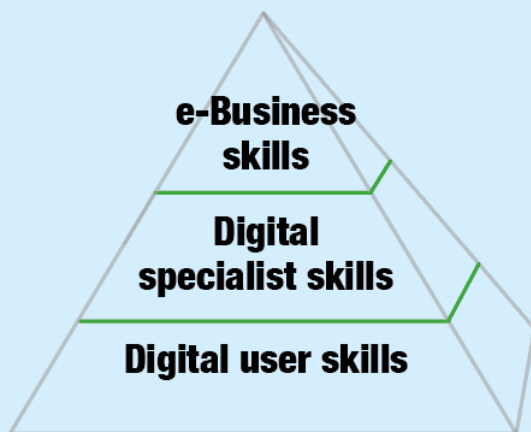 e-Business
skills
Digital
specialist skills
Digital user skills